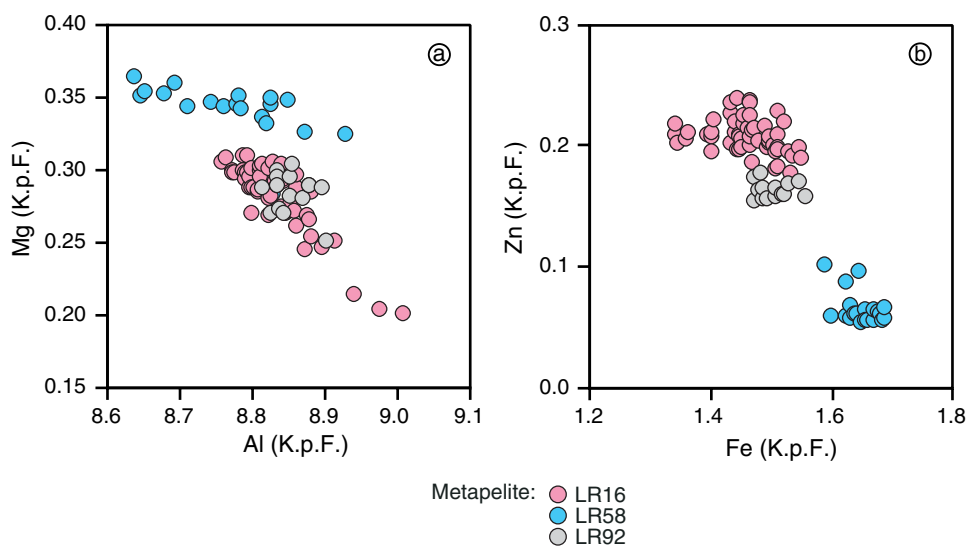 0.40
0.35
0.30
0.25
0.20
0.15
Mg (K.p.F.)
a
8.6 8.7 8.8 8.9 9.0 9.1
Al (K.p.F.)
0.3
0.2
0.1
0.0
Zn (K.p.F.)
b
1.2 1.4 1.6 1.8
Fe (K.p.F.)
Metapelite: LR16
LR58
LR92